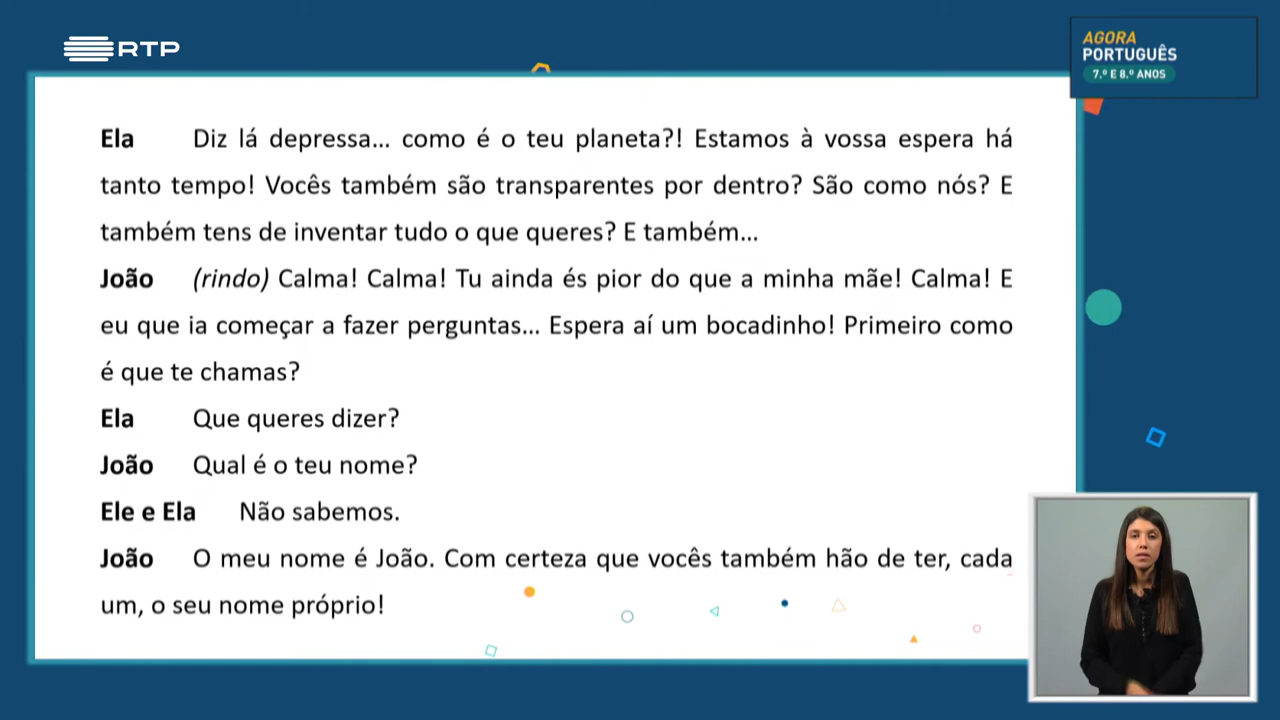 RTP
AGORA
PORTUGUÊS
7.º E 8.º ANOS
Ela Diz lá depressa... como é o teu planeta?! Estamos à vossa espera há
tanto tempo! Vocês também são transparentes por dentro? São como nós? E
também tens de inventar tudo o que queres? E também...
João (rindo) Calma! Calma! Tu ainda és pior do que a minha mãe! Calma! E
eu que ia começar a fazer perguntas... Espera aí um bocadinho! Primeiro como
é que te chamas?
Ela Que queres dizer?
João Qual é o teu nome?
Ele e Ela Não sabemos.
João O meu nome é João. Com certeza que vocês também hão de ter, cada
um, o seu nome próprio!